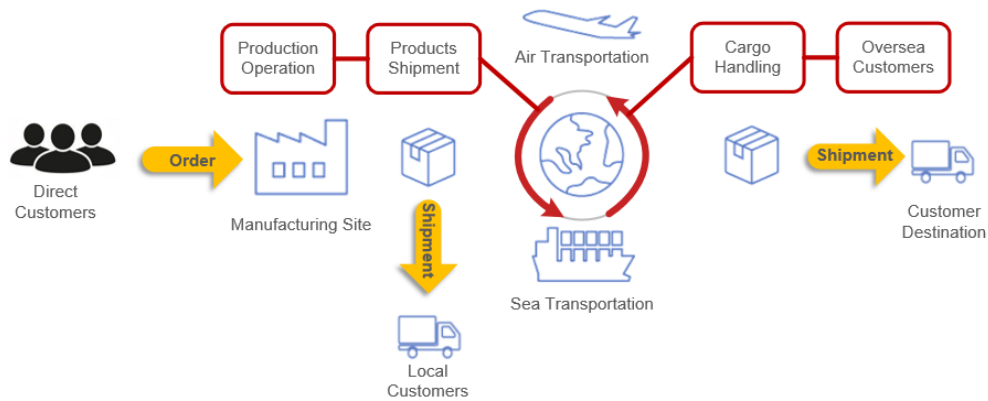 Production
Operation
Products
Shipment
Air Transportation
Cargo
Handling
Oversea
Customers
Direct
Customers
Order
Manufacturing Site
Shipment
Local
Customers
Sea Transportation
Shipment
Customer
Destination